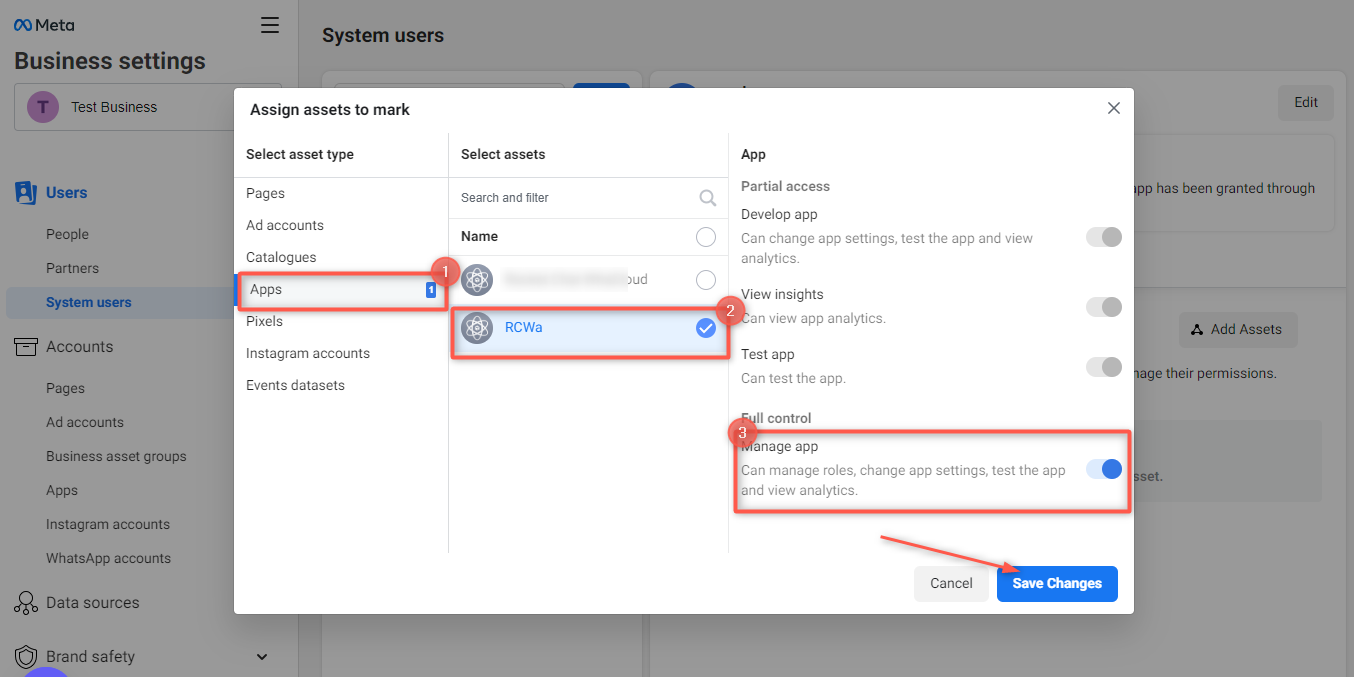 Meta
Business settings
T
Test Business
Users
People
Partners
System users
Accounts
Pages
Ad accounts
Business asset groups
Apps
Instagram accounts
WhatsApp accounts
Data sources
Brand safety
System users
Edit
app has been granted through
Add Assets
nage their permissions.
sset.
Assign assets to mark
Select asset type
Pages
Ad accounts
Catalogues
Apps
1
1
Pixels
Instagram accounts
Events datasets
Select assets
Search and filter
Name
oud
RCWa
2
App
Partial access
Develop app
Can change app settings, test the app and view
analytics.
View insights
Can view app analytics.
Test app
Can test the app.
Full control
3
Manage app
Can manage roles, change app settings, test the app
and view analytics.
Cancel
Save Changes